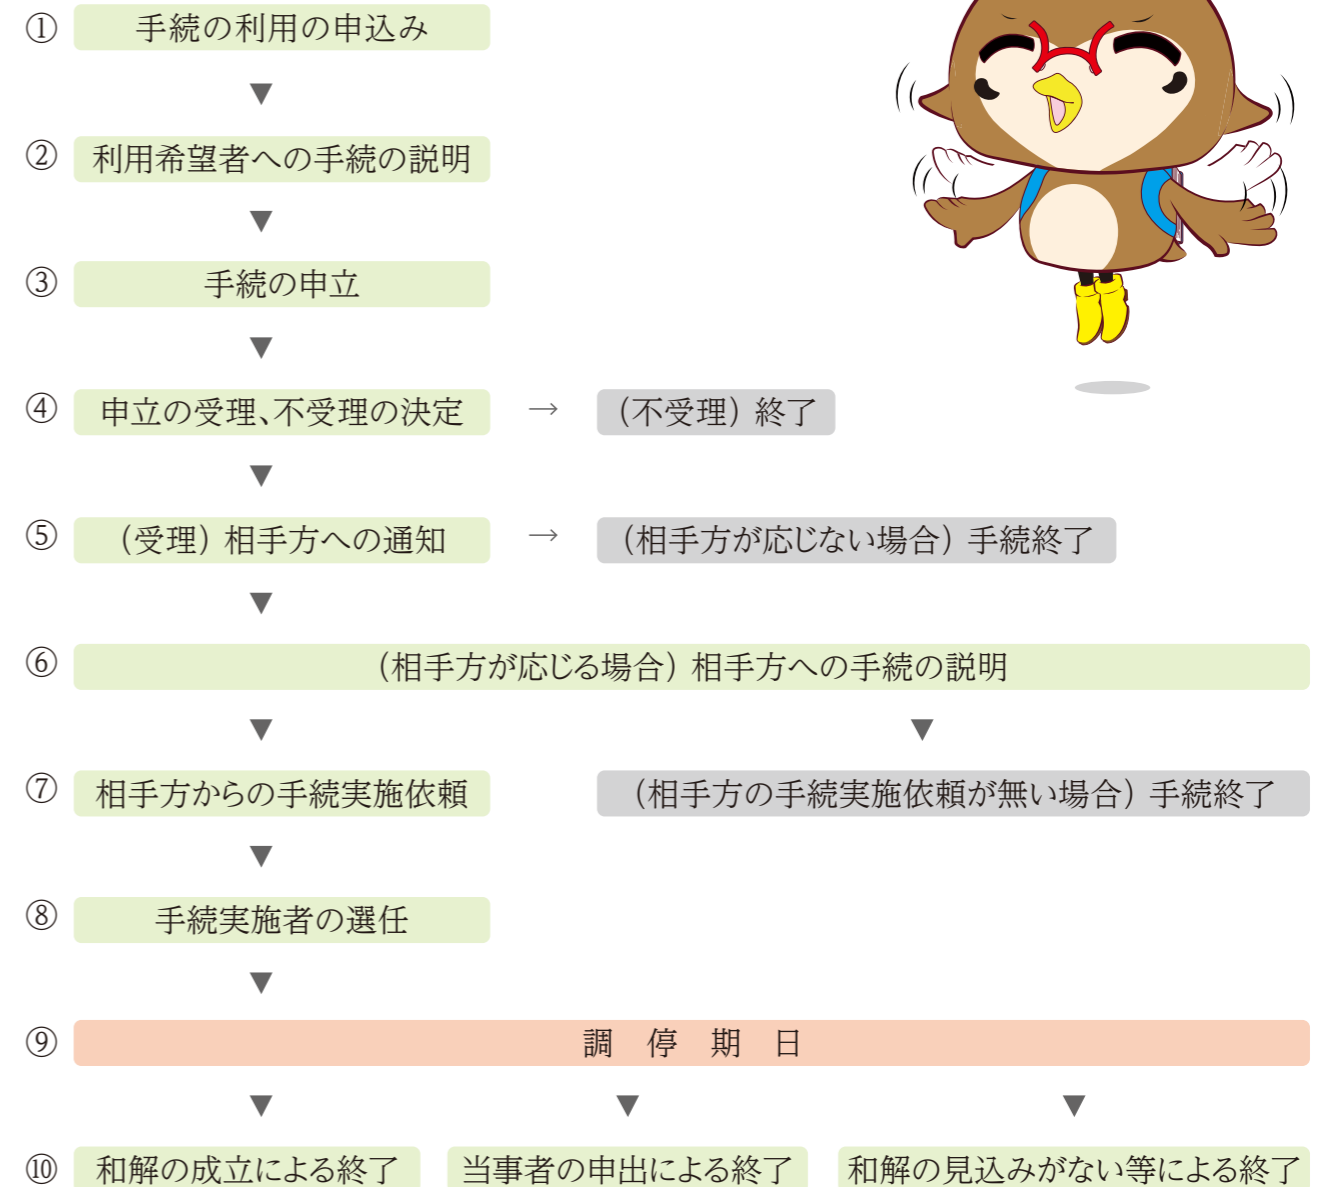 ① 手続の利用の申込み
▼
② 利用希望者への手続の説明
▼
③ 手続の申立
▼
④ 申立の受理、不受理の決定 → (不受理) 終了
▼
⑤ (受理) 相手方への通知 → (相手方が応じない場合) 手続終了
▼
⑥ (相手方が応じる場合) 相手方への手続の説明
▼ ▼
⑦ 相手方からの手続実施依頼 (相手方の手続実施依頼が無い場合) 手続終了
▼
⑧ 手続実施者の選任
▼
⑨ 調 停 期 日
▼ ▼ ▼
⑩ 和解の成立による終了 当事者の申出による終了 和解の見込みがない等による終了